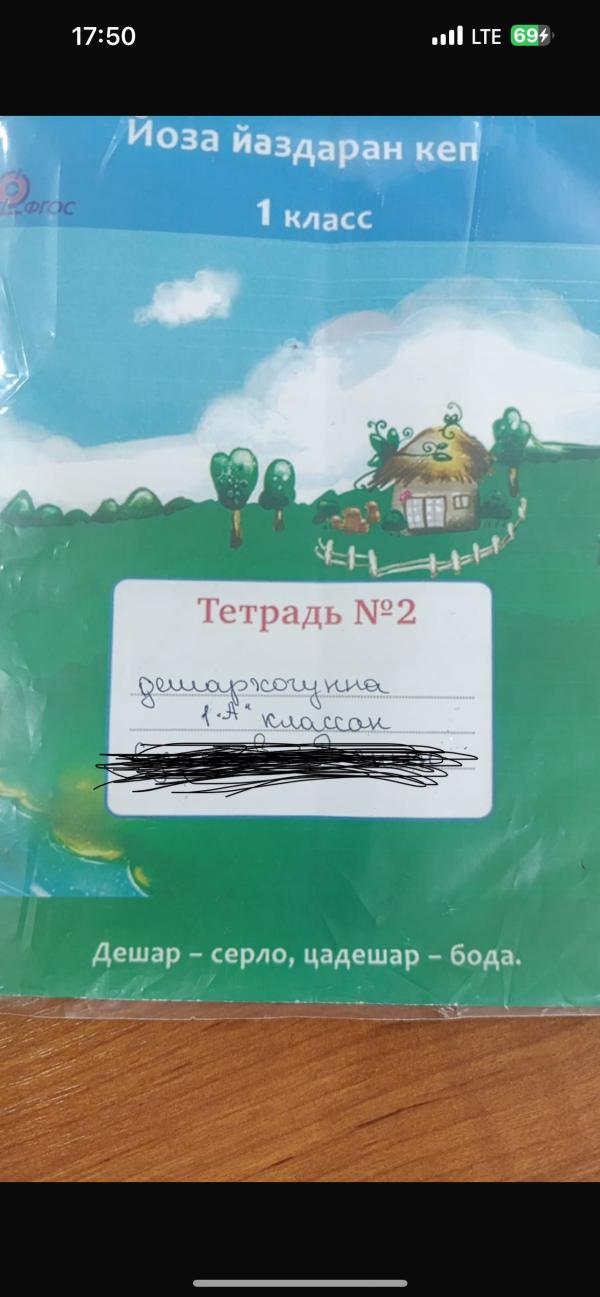 17:50
LTE 69
Йоза йаздаран кеп
ФГОС
1 класс
Тетрадь №2
дешархочунна
1 "А" классан
Дешар – серло, цадешар – бода.